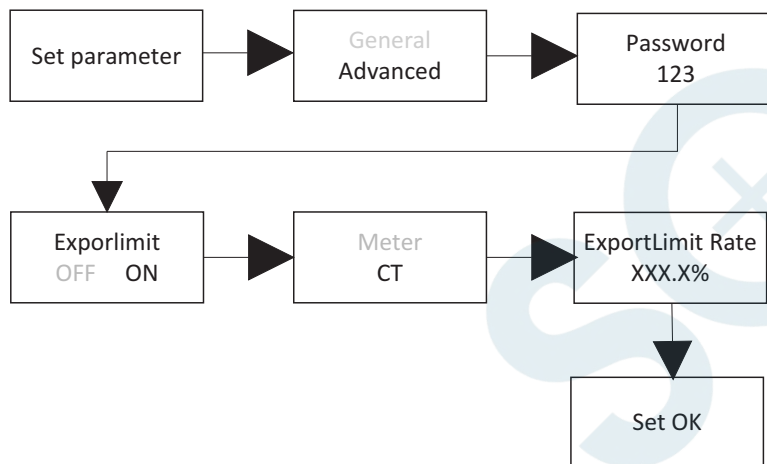 Set parameter
General
Advanced
Password
123
Exporlimit
OFF ON
Meter
CT
ExportLimit Rate
XXX.X%
Set OK